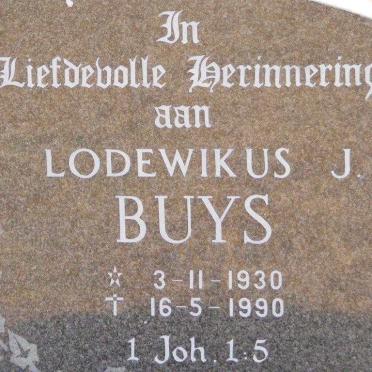 In
Liefdevolle Herinnering
aan
LODEWIKUS J.
BUYS
☆ 3-11-1930
† 16-5-1990
1 Joh. 1:5